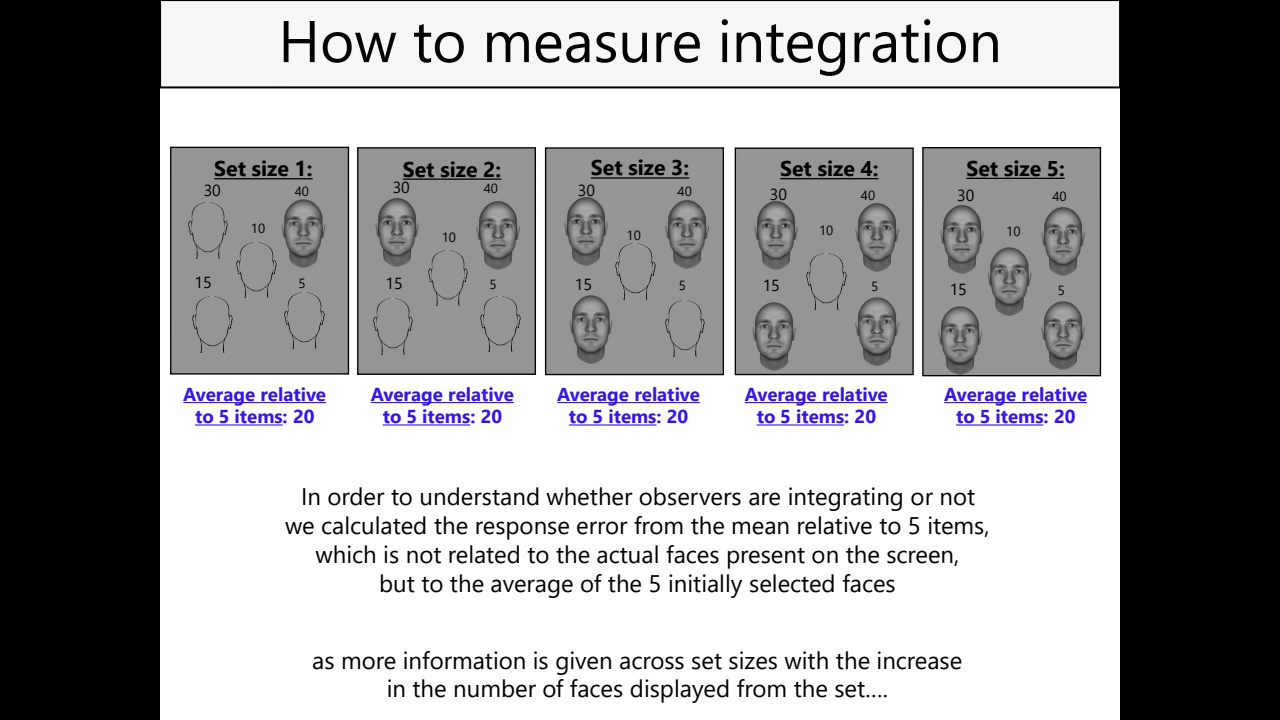 How to measure integration
Set size 1:
30 40
10
15 5
Average relative
to 5 items: 20
Set size 2:
30 40
10
15 5
Average relative
to 5 items: 20
Set size 3:
30 40
10
15 5
Average relative
to 5 items: 20
Set size 4:
30 40
10
15 5
Average relative
to 5 items: 20
Set size 5:
30 40
10
15 5
Average relative
to 5 items: 20
In order to understand whether observers are integrating or not
we calculated the response error from the mean relative to 5 items,
which is not related to the actual faces present on the screen,
but to the average of the 5 initially selected faces
as more information is given across set sizes with the increase
in the number of faces displayed from the set....